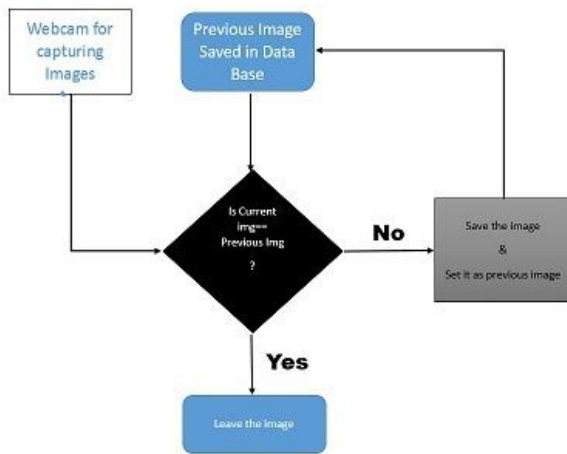 Webcam for
capturing
Images
Previous Image
Saved in Data
Base
Is Current
Img==
Previous Img
?
No
Save the image
&
Set it as previous image
Yes
Leave the image